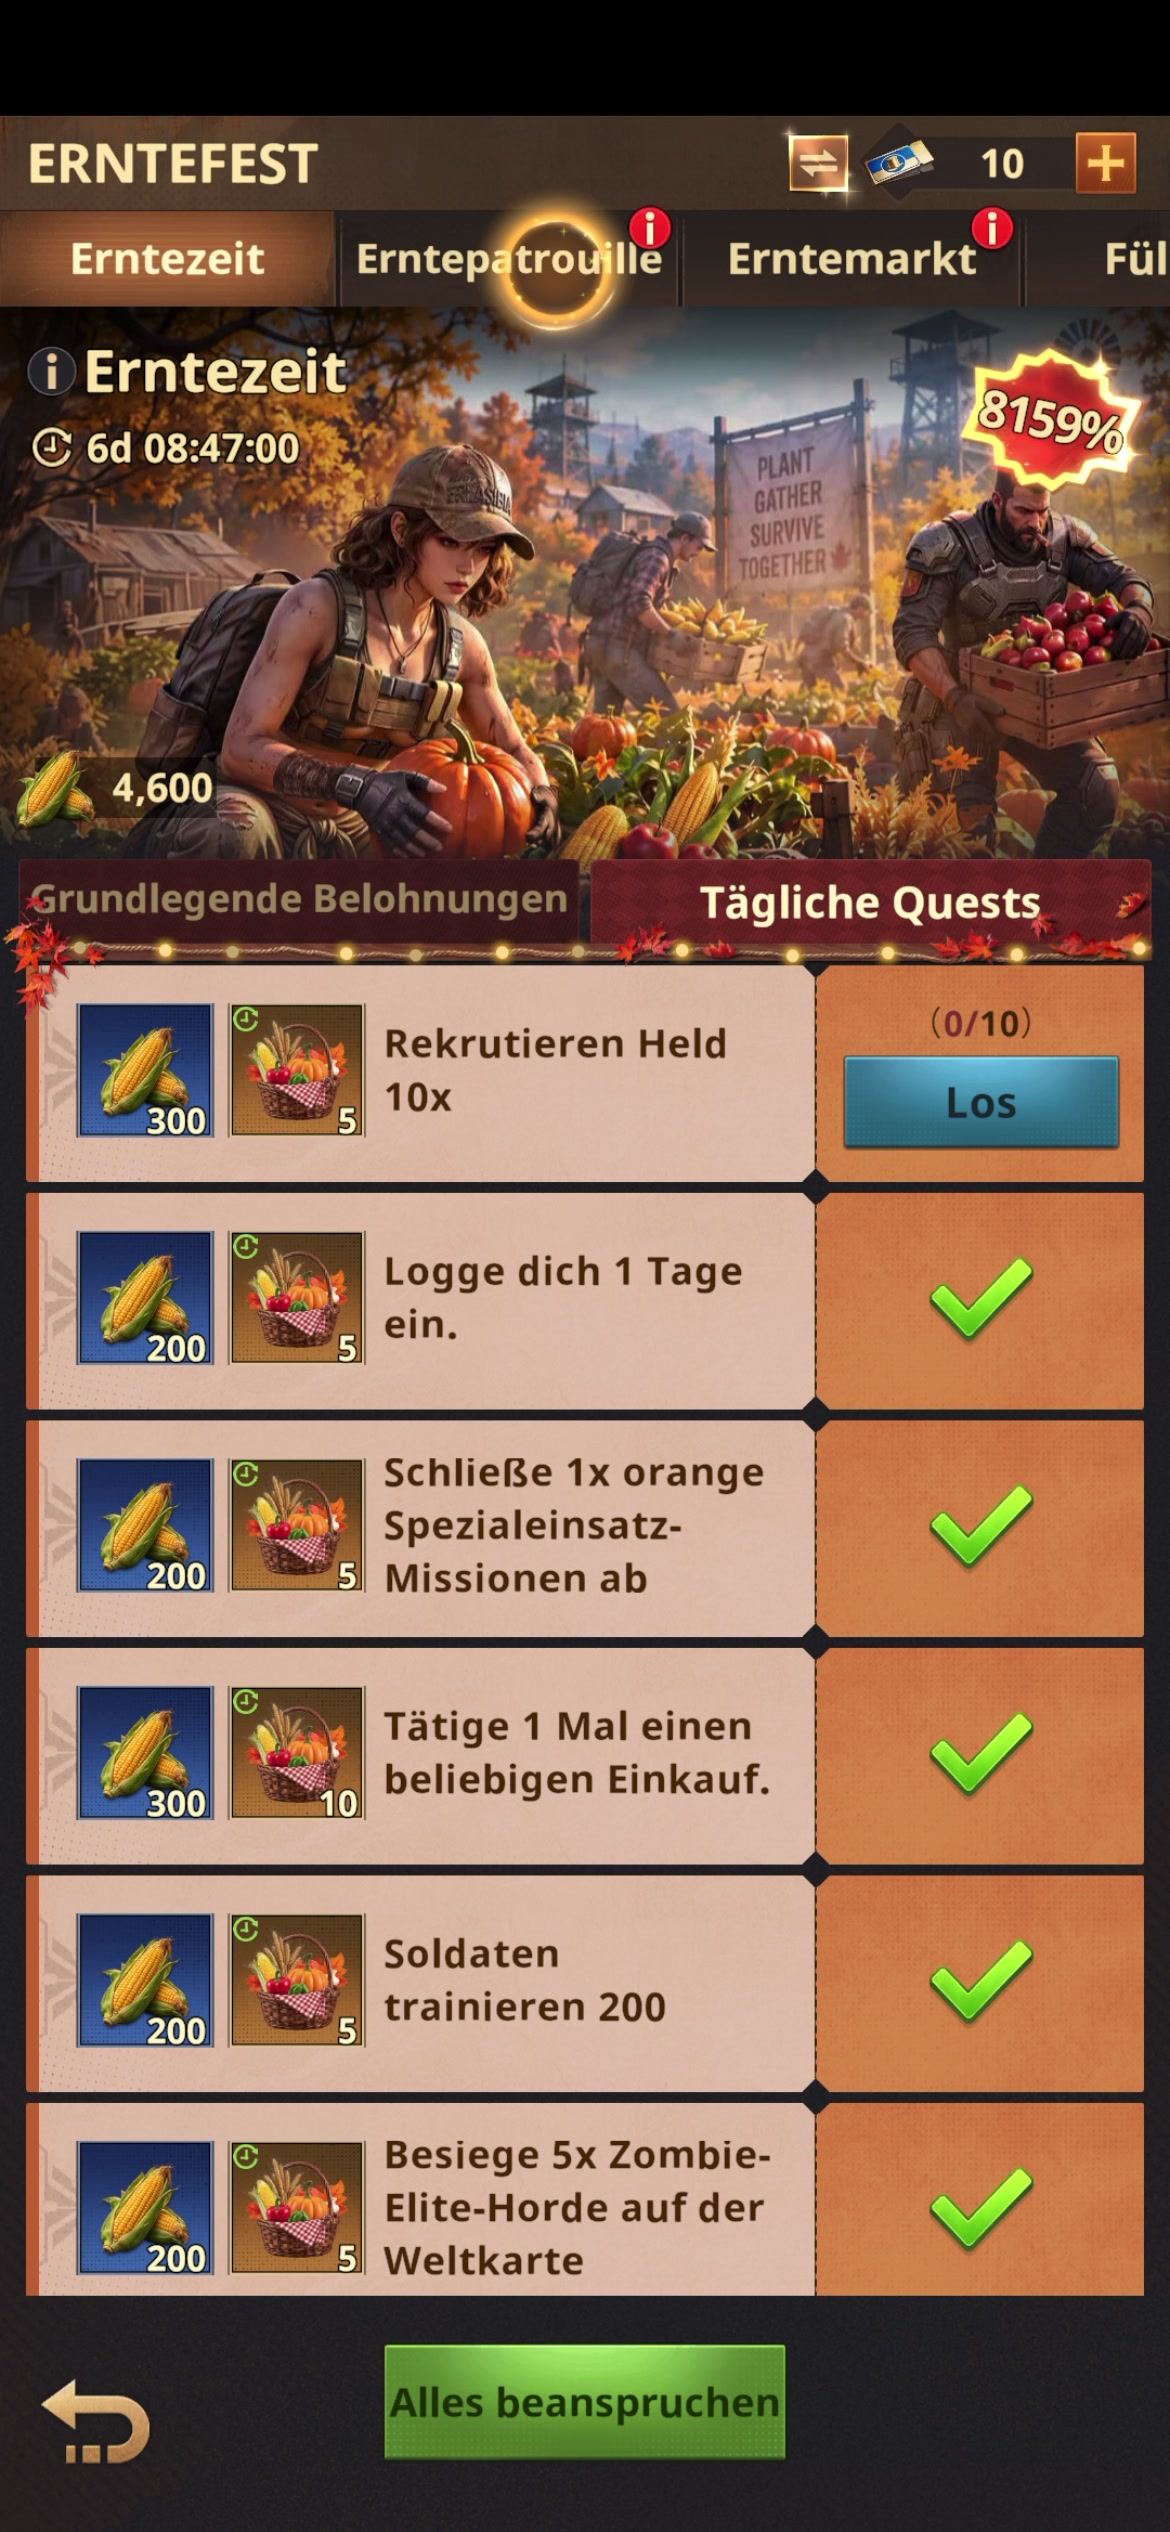 ERNTEFEST
10
Erntezeit
Erntepatrouille
Erntemarkt
Fül
Erntezeit
6d 08:47:00
8159%
PLANT
GATHER
SURVIVE
TOGETHER
4,600
Grundlegende Belohnungen
Tägliche Quests
300
5
Rekrutieren Held
10x
(0/10)
Los
200
5
Logge dich 1 Tage
ein.
200
5
Schließe 1x orange
Spezialeinsatz-
Missionen ab
300
10
Tätige 1 Mal einen
beliebigen Einkauf.
200
5
Soldaten
trainieren 200
200
5
Besiege 5x Zombie-
Elite-Horde auf der
Weltkarte
Alles beanspruchen